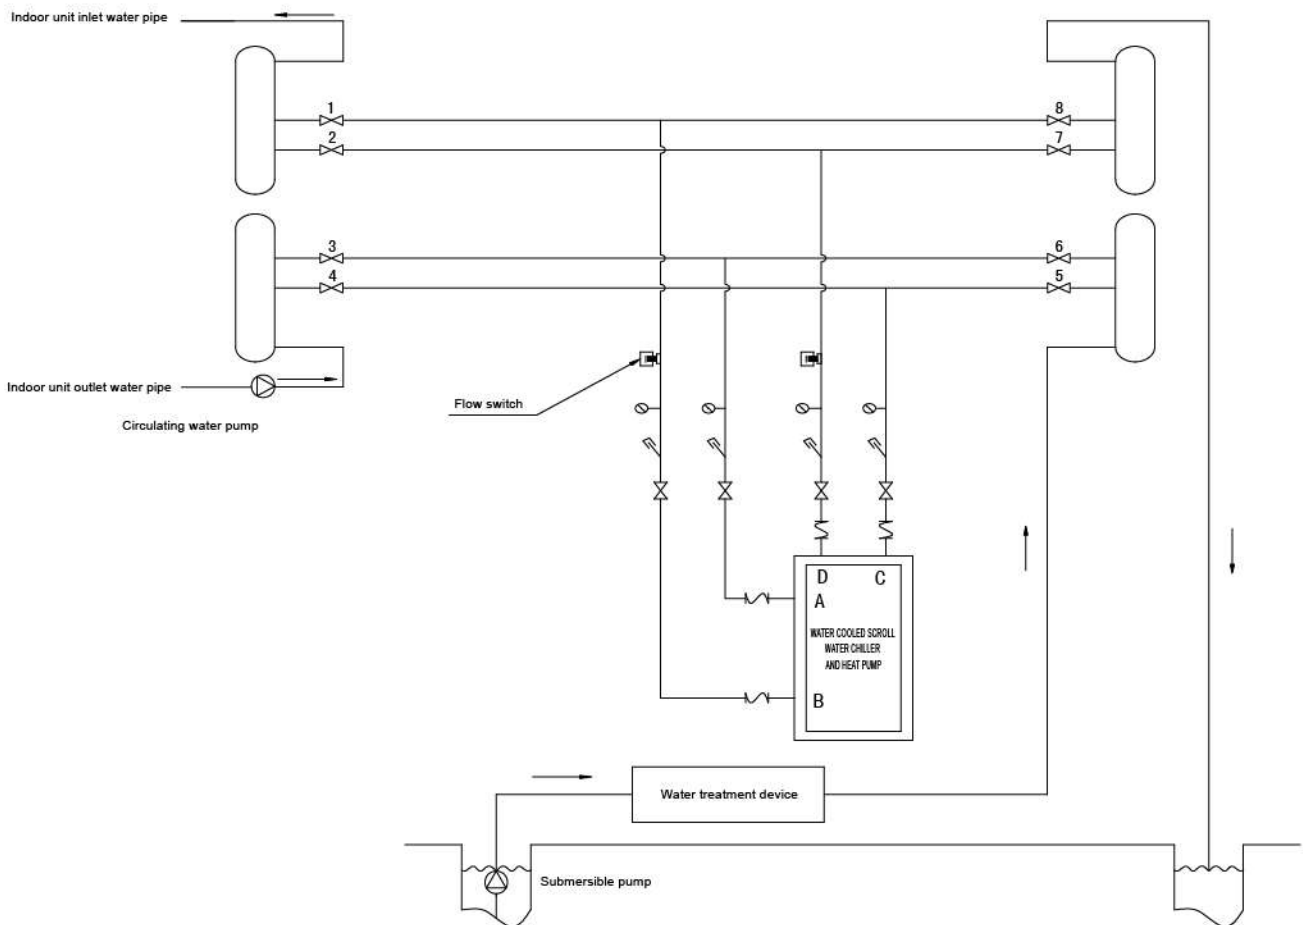 Indoor unit inlet water pipe
1
8
2
7
3
6
4
5
Indoor unit outlet water pipe
Flow switch
Circulating water pump
D C
A
WATER COOLED SCROLL
WATER CHILLER
AND HEAT PUMP
B
Water treatment device
Submersible pump